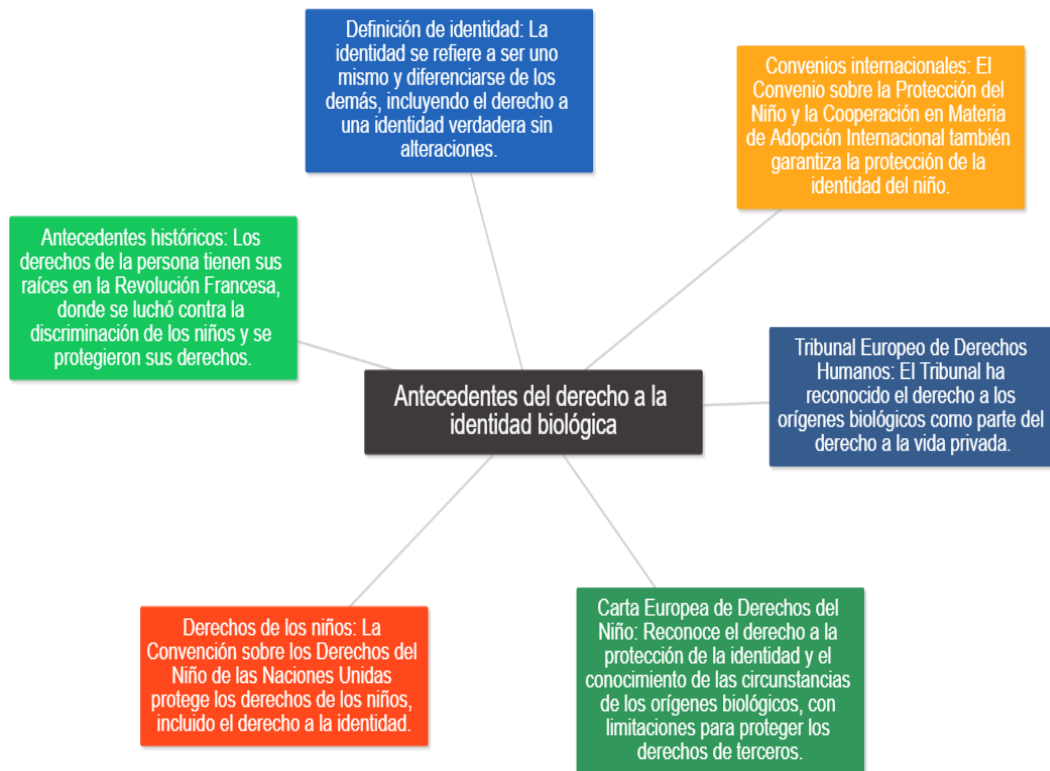 Definición de identidad: La
identidad se refiere a ser uno
mismo y diferenciarse de los
demás, incluyendo el derecho a
una identidad verdadera sin
alteraciones.
Convenios internacionales: El
Convenio sobre la Protección del
Niño y la Cooperación en Materia
de Adopción Internacional también
garantiza la protección de la
identidad del niño.
Antecedentes históricos: Los
derechos de la persona tienen sus
raíces en la Revolución Francesa,
donde se luchó contra la
discriminación de los niños y se
protegieron sus derechos.
Tribunal Europeo de Derechos
Humanos: El Tribunal ha
reconocido el derecho a los
orígenes biológicos como parte del
derecho a la vida privada.
Antecedentes del derecho a la
identidad biológica
Derechos de los niños: La
Convención sobre los Derechos del
Niño de las Naciones Unidas
protege los derechos de los niños,
incluido el derecho a la identidad.
Carta Europea de Derechos del
Niño: Reconoce el derecho a la
protección de la identidad y el
conocimiento de las circunstancias
de los orígenes biológicos, con
limitaciones para proteger los
derechos de terceros.